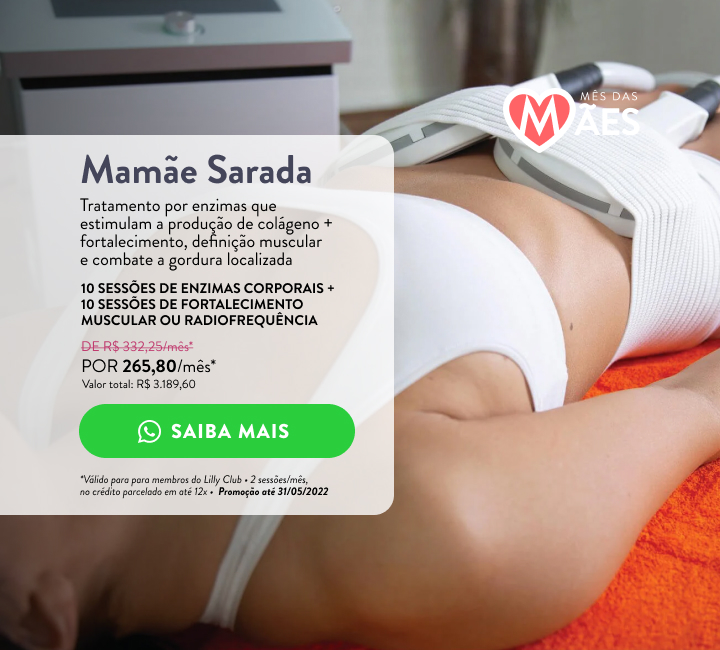 MÊS DAS
MÃES
Mamãe Sarada
Tratamento por enzimas que
estimulam a produção de colágeno +
fortalecimento, definição muscular
e combate a gordura localizada
10 SESSÕES DE ENZIMAS CORPORAIS +
10 SESSÕES DE FORTALECIMENTO
MUSCULAR OU RADIOFREQUÊNCIA
DE R$ 332,25/mês*
POR 265,80/mês*
Valor total: R$ 3.189,60
SAIBA MAIS
*Válido para para membros do Lilly Club • 2 sessões/mês,
no crédito parcelado em até 12x • Promoção até 31/05/2022